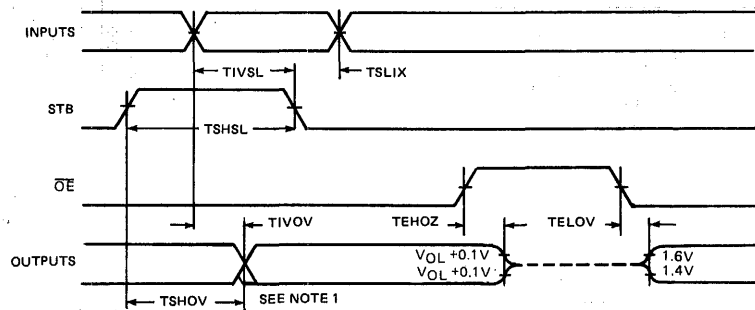 INPUTS
TIVSL
TSLIX
STB
TSHSL
OE
TIVOV
TEHOZ
TELOV
OUTPUTS
VOL +0.1V
VOL +0.1V
1.6V
1.4V
TSHOV
SEE NOTE 1